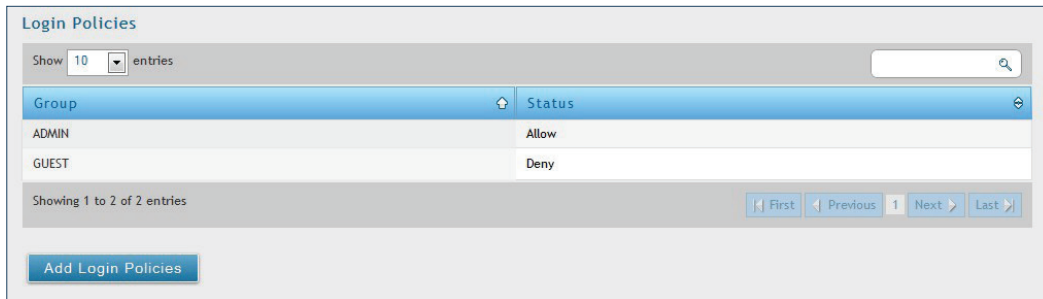 Login Policies
Show 10 entries
Group Status
ADMIN Allow
GUEST Deny
Showing 1 to 2 of 2 entries First Previous 1 Next Last
Add Login Policies